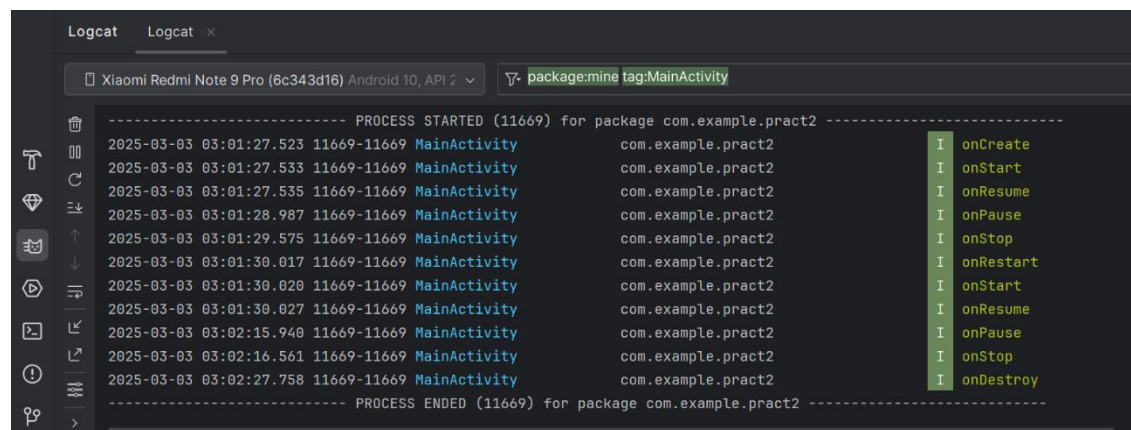 Logcat Logcat ×
Xiaomi Redmi Note 9 Pro (6c343d16) Android 10, API 2 package:mine tag:MainActivity
---------------------------- PROCESS STARTED (11669) for package com.example.pract2 ----------------------------
2025-03-03 03:01:27.523 11669-11669 MainActivity com.example.pract2 I onCreate
2025-03-03 03:01:27.533 11669-11669 MainActivity com.example.pract2 I onStart
2025-03-03 03:01:27.535 11669-11669 MainActivity com.example.pract2 I onResume
2025-03-03 03:01:28.987 11669-11669 MainActivity com.example.pract2 I onPause
2025-03-03 03:01:29.575 11669-11669 MainActivity com.example.pract2 I onStop
2025-03-03 03:01:30.017 11669-11669 MainActivity com.example.pract2 I onRestart
2025-03-03 03:01:30.020 11669-11669 MainActivity com.example.pract2 I onStart
2025-03-03 03:01:30.027 11669-11669 MainActivity com.example.pract2 I onResume
2025-03-03 03:02:15.940 11669-11669 MainActivity com.example.pract2 I onPause
2025-03-03 03:02:16.561 11669-11669 MainActivity com.example.pract2 I onStop
2025-03-03 03:02:27.758 11669-11669 MainActivity com.example.pract2 I onDestroy
---------------------------- PROCESS ENDED (11669) for package com.example.pract2 ----------------------------